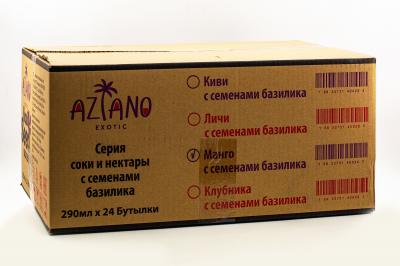 AZIANO
EXOTIC
Серия
соки и нектары
с семенами
базилика
290мл x 24 Бутылки
Киви
с семенами базилика
Личи
с семенами базилика
Манго
с семенами базилика
Клубника
с семенами базилика